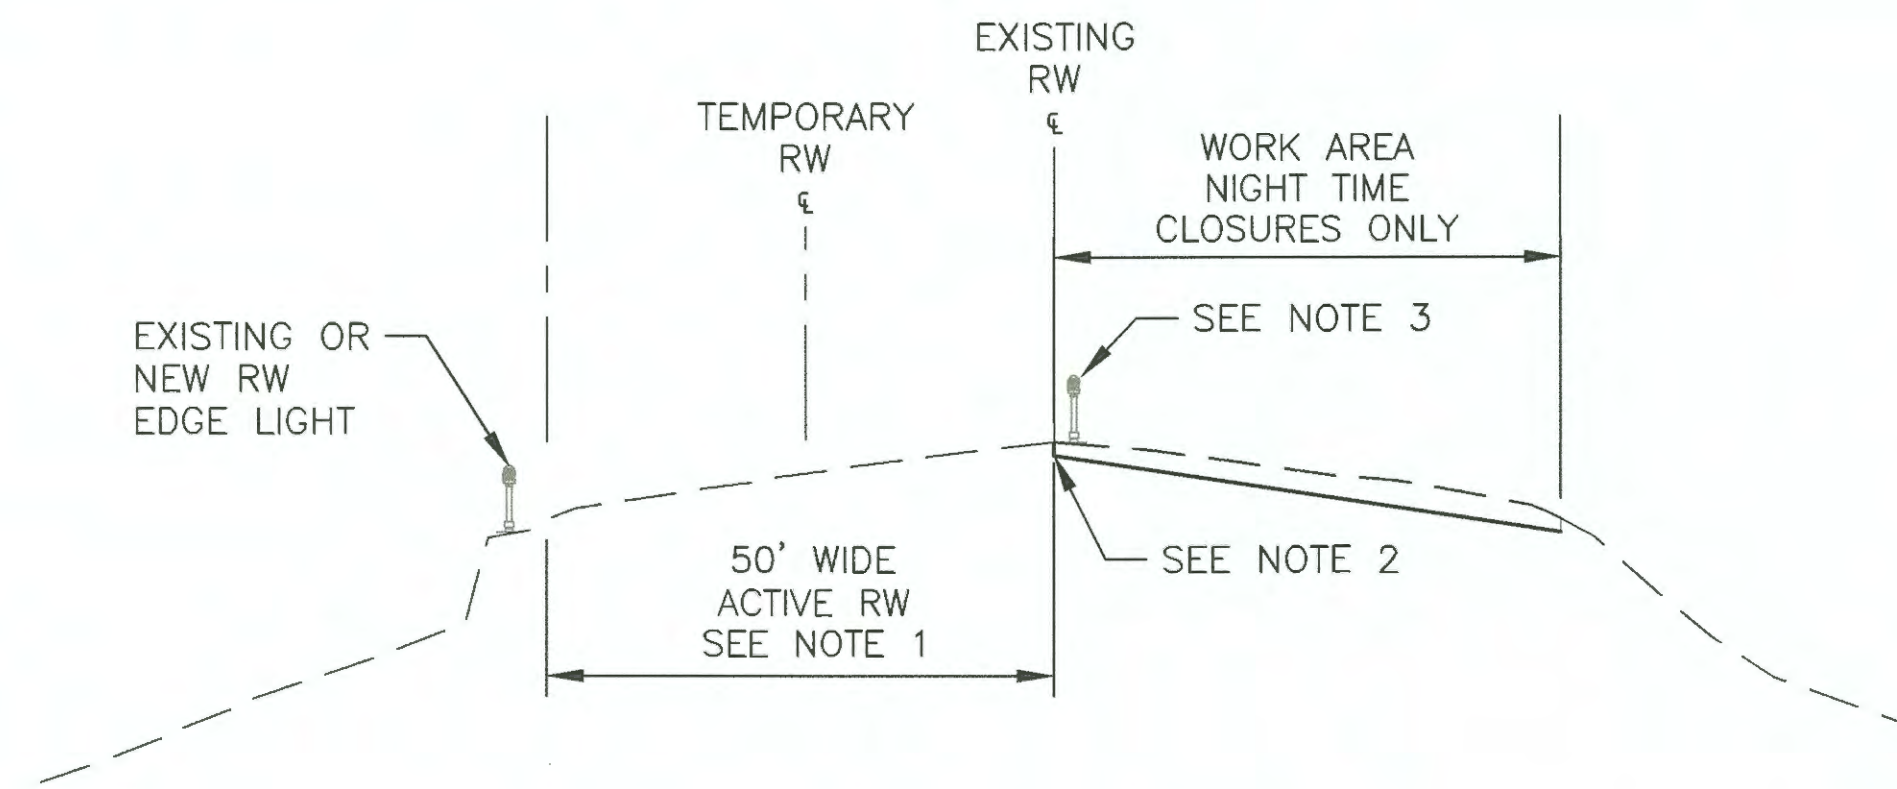 EXISTING
RW
℄
TEMPORARY
RW
℄
WORK AREA
NIGHT TIME
CLOSURES ONLY
EXISTING OR
NEW RW
EDGE LIGHT
SEE NOTE 3
50' WIDE
ACTIVE RW
SEE NOTE 1
SEE NOTE 2